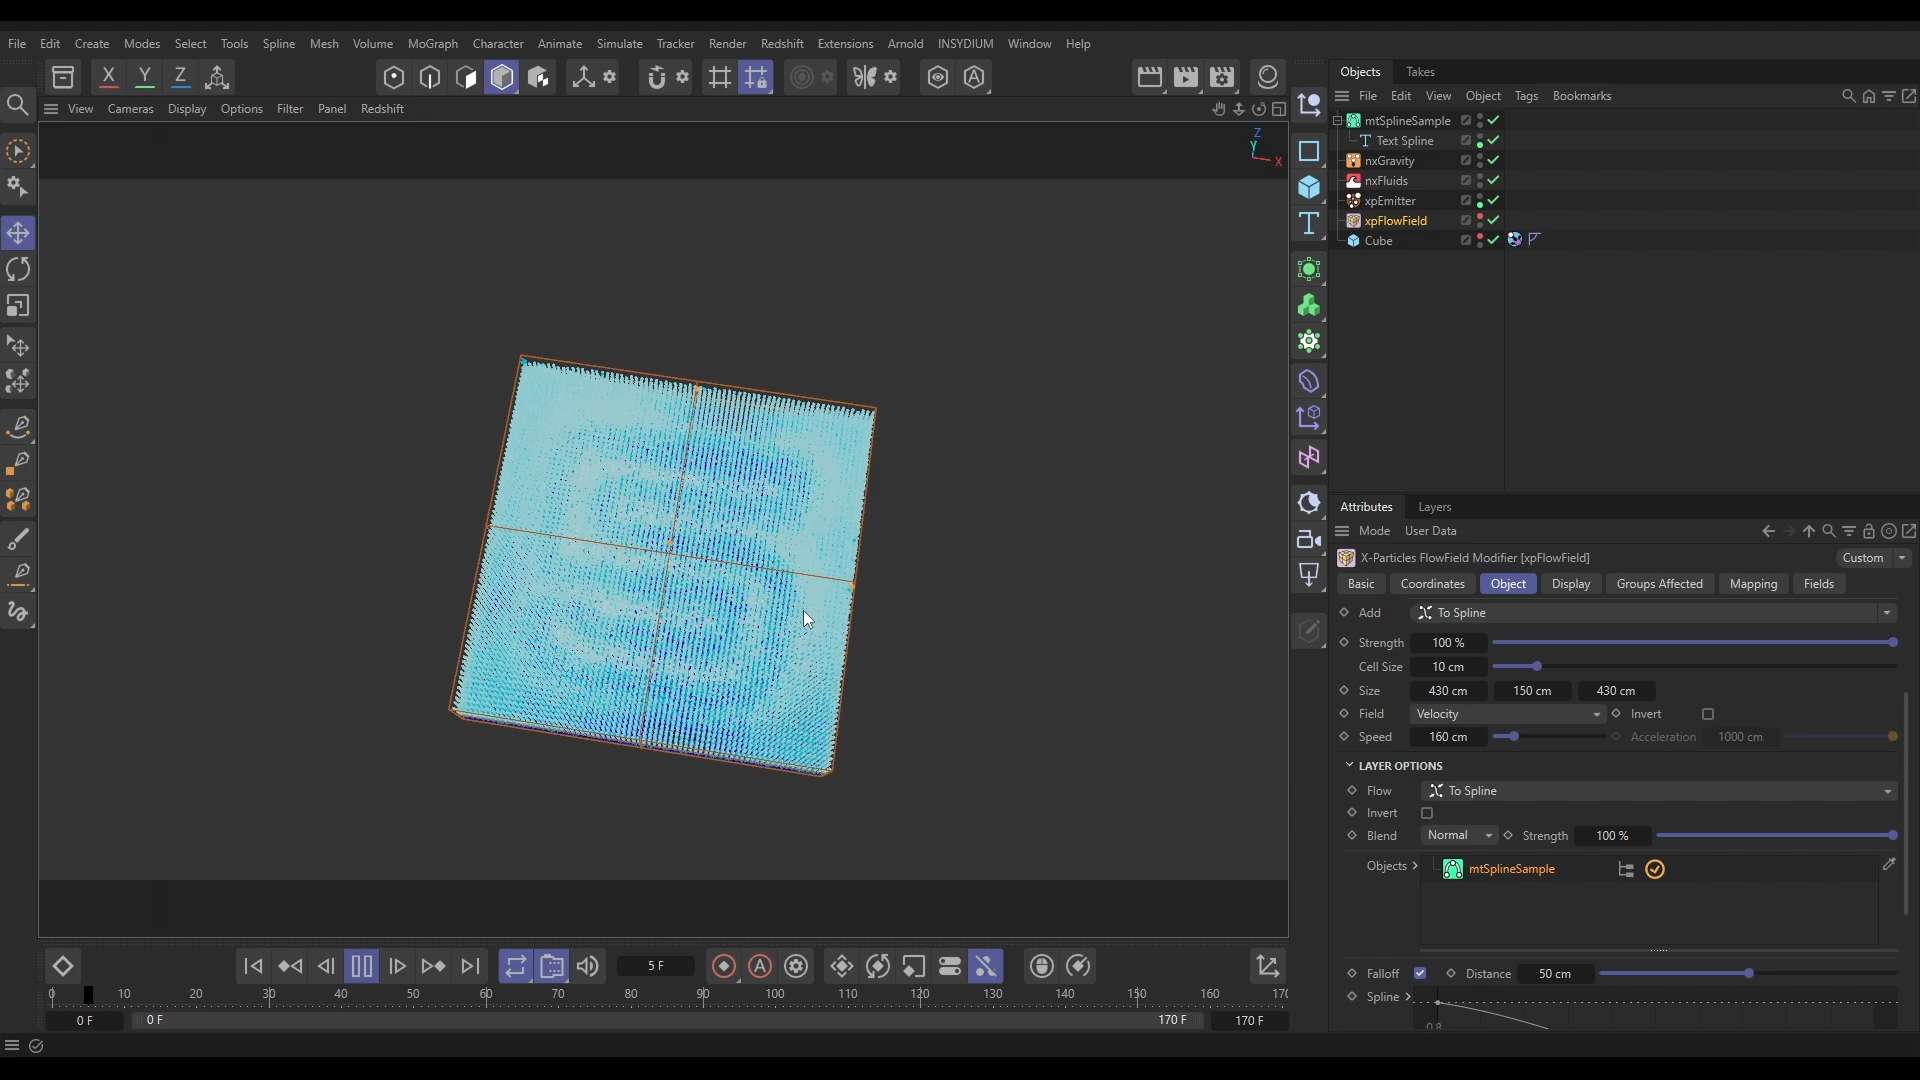 File Edit Create Modes Select Tools Spline Mesh Volume MoGraph Character Animate Simulate Tracker Render Redshift Extensions Arnold INSYDIUM Window Help
X Y Z
Objects Takes
File Edit View Object Tags Bookmarks
View Cameras Display Options Filter Panel Redshift
mtSplineSample
Text Spline
nxGravity
nxFluids
xpEmitter
xpFlowField
Cube
Z
Y
X
Attributes Layers
Mode User Data
X-Particles FlowField Modifier [xpFlowField] Custom
Basic Coordinates Object Display Groups Affected Mapping Fields
Add To Spline
Strength 100 %
Cell Size 10 cm
Size 430 cm 150 cm 430 cm
Field Velocity Invert
Speed 160 cm Acceleration 1000 cm
LAYER OPTIONS
Flow To Spline
Invert
Blend Normal Strength 100 %
Objects mtSplineSample
Falloff Distance 50 cm
Spline
0.8
5 F
0 10 20 30 40 50 60 70 80 90 100 110 120 130 140 150 160 170
0 F 0 F 170 F 170 F